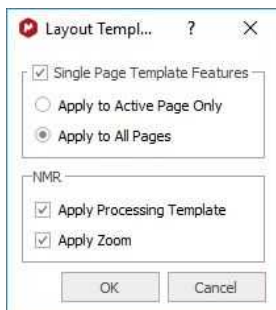 Layout Templ... ?
Single Page Template Features
Apply to Active Page Only
Apply to All Pages
NMR
Apply Processing Template
Apply Zoom
OK Cancel